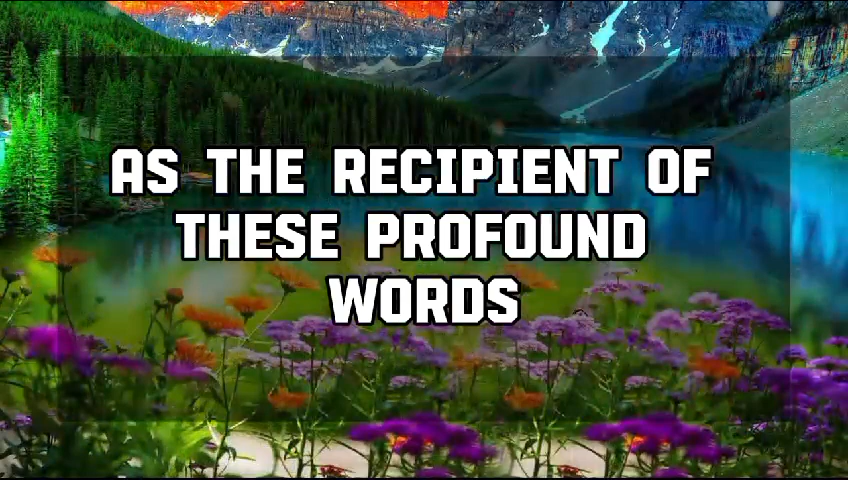 AS THE RECIPIENT OF
THESE PROFOUND
WORDS